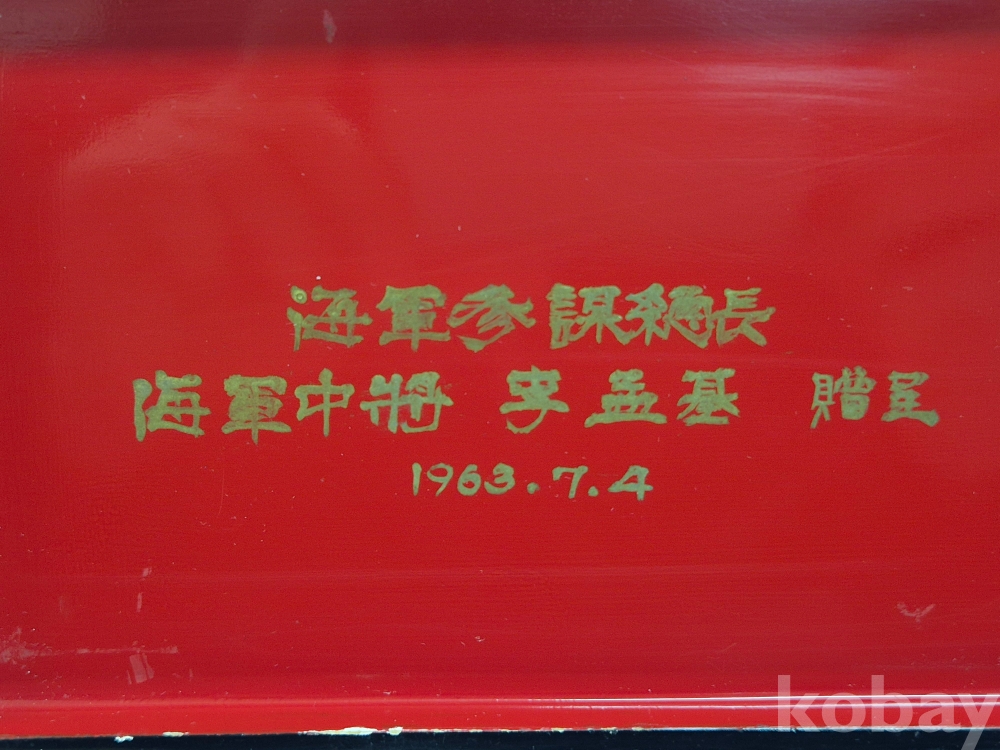 海軍參謀總長
海軍中將 李孟基 贈呈
1963.7.4
kobay